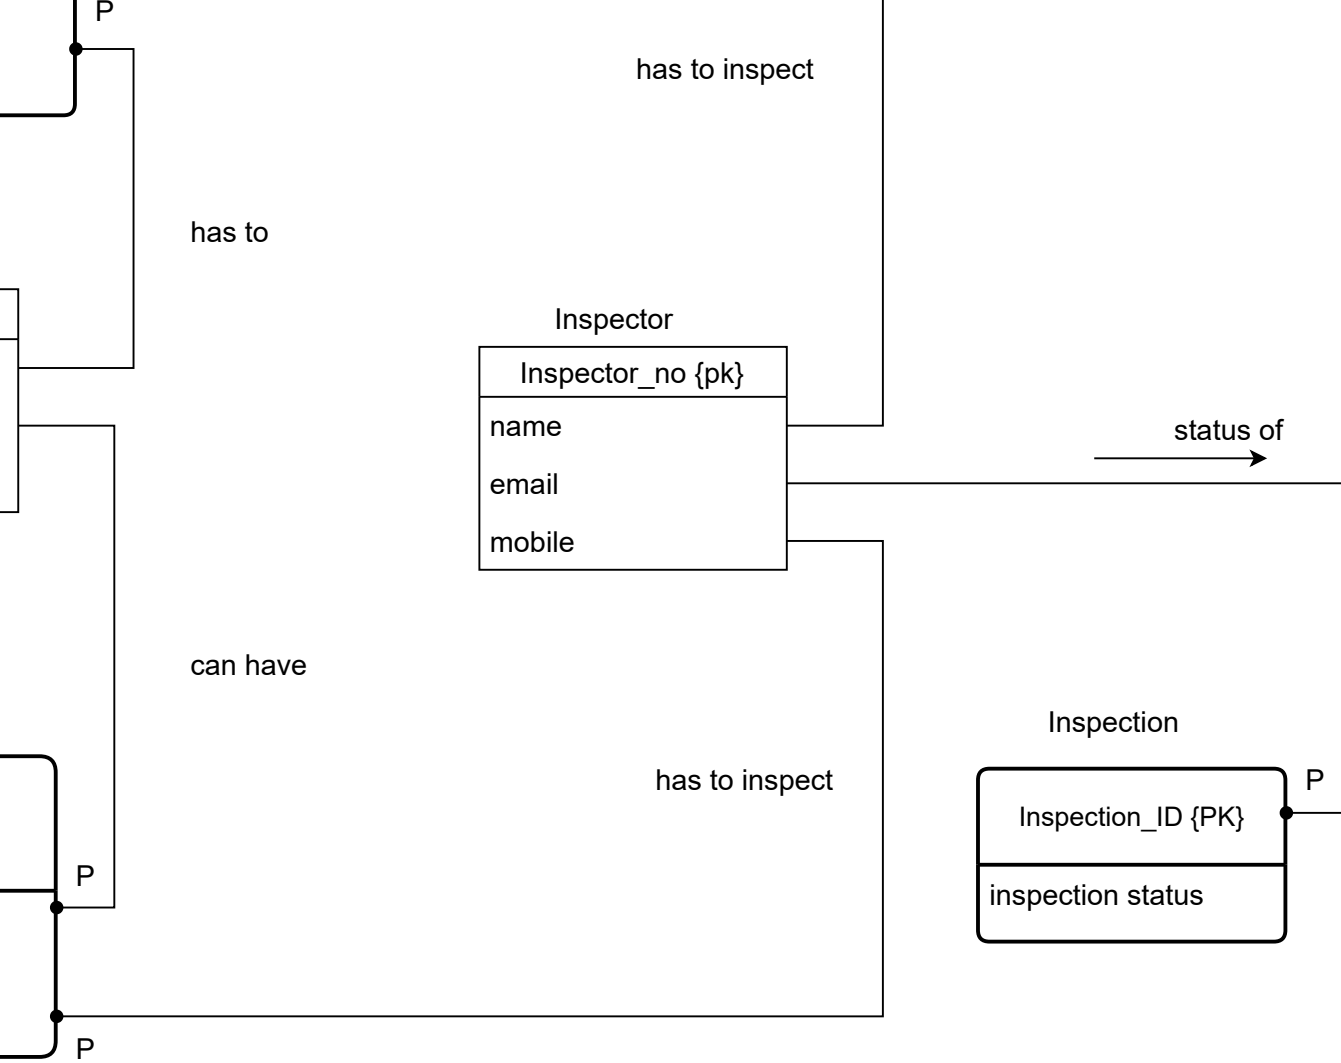 P
has to inspect
has to
Inspector
Inspector_no {pk}
name
email
mobile
status of
can have
Inspection
has to inspect
P
Inspection_ID {PK}
inspection status
P
P